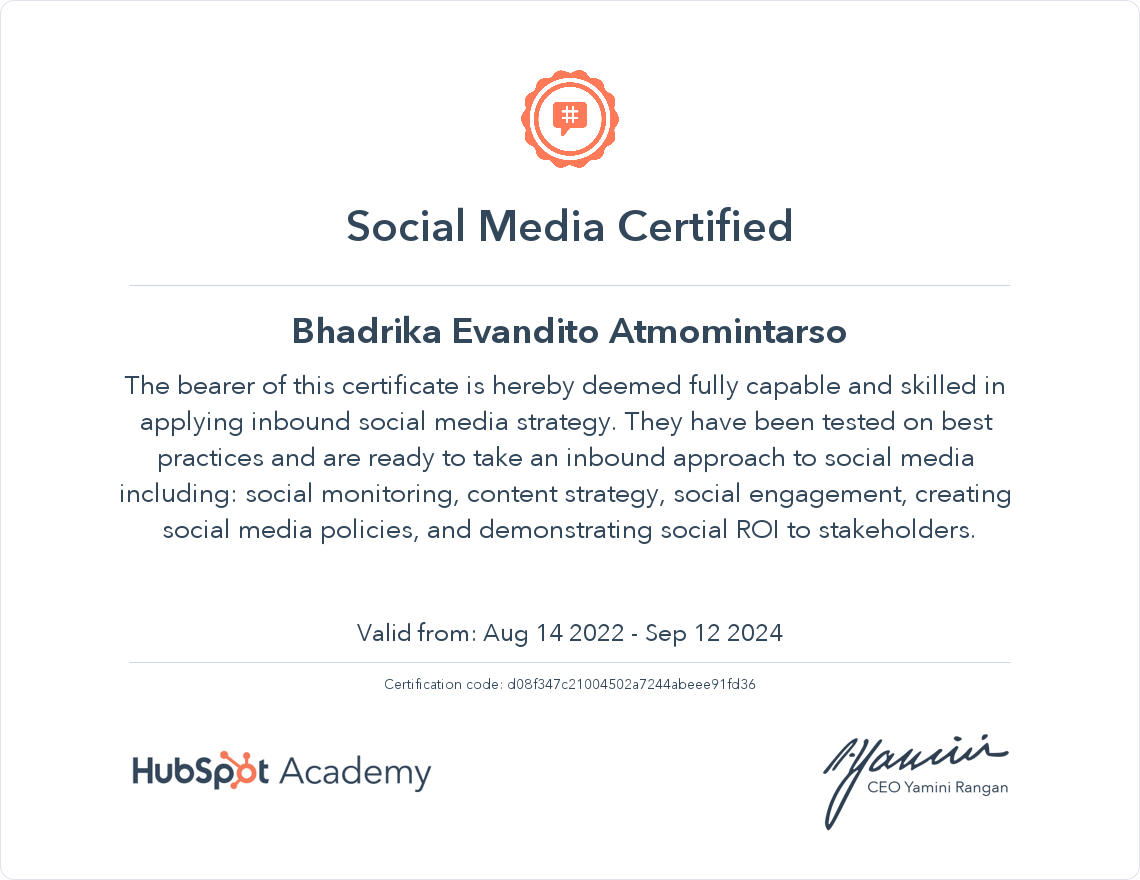 #
Social Media Certified
Bhadrika Evandito Atmomintarso
The bearer of this certificate is hereby deemed fully capable and skilled in
applying inbound social media strategy. They have been tested on best
practices and are ready to take an inbound approach to social media
including: social monitoring, content strategy, social engagement, creating
social media policies, and demonstrating social ROI to stakeholders.
Valid from: Aug 14 2022 - Sep 12 2024
Certification code: d08f347c21004502a7244abeee91fd36
HubSpot Academy
CEO Yamini Rangan